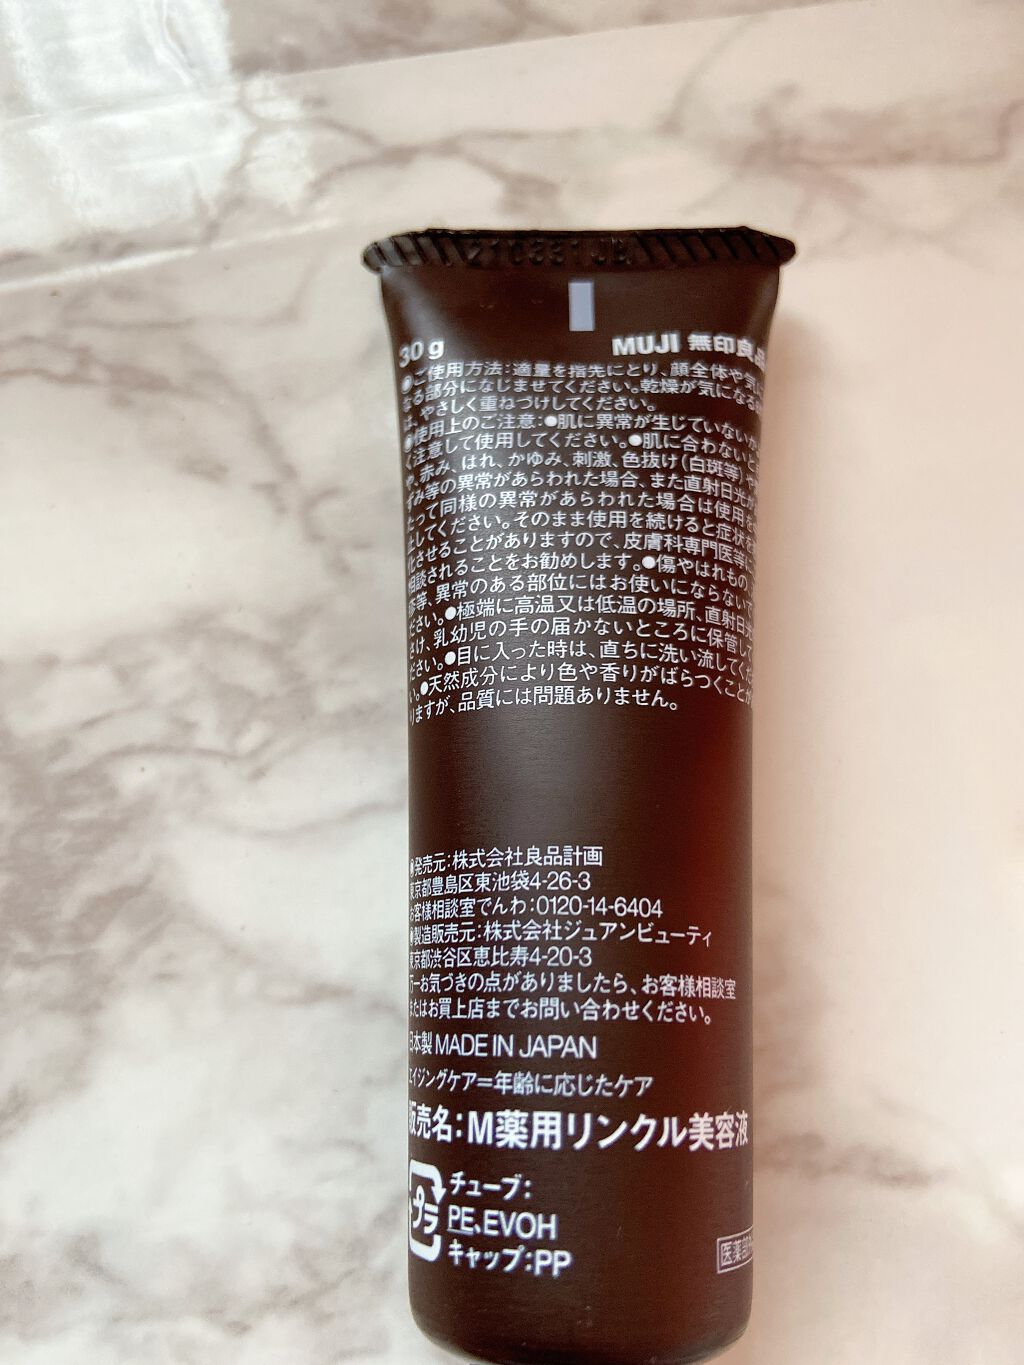 210331JB
30g MUJI 無印良品
●ご使用方法:適量を指先にとり、顔全体や気に
なる部分になじませてください。乾燥が気になる
は、やさしく重ねづけしてください。
●使用上のご注意:●肌に異常が生じていないか
て注意して使用してください。●肌に合わないと
や、赤み、はれ、かゆみ、刺激、色抜け(白斑等)や
ずみ等の異常があらわれた場合、また直射日光が
たって同様の異常があらわれた場合は使用を
止してください。そのまま使用を続けると症状を
化させることがありますので、皮膚科専門医等に
相談されることをお勧めします。●傷やはれもの
疹等、異常のある部位にはお使いにならないで
ださい。●極端に高温又は低温の場所、直射日光
さけ、乳幼児の手の届かないところに保管して
ださい。●目に入った時は、直ちに洗い流してくだ
い。●天然成分により色や香りがばらつくことが
りますが、品質には問題ありません。
●発売元:株式会社良品計画
東京都豊島区東池袋4-26-3
お客様相談室でんわ:0120-14-6404
●製造販売元:株式会社ジュアンビューティ
東京都渋谷区恵比寿4-20-3
万一お気づきの点がありましたら、お客様相談室
またはお買上店までお問い合わせください。
日本製 MADE IN JAPAN
エイジングケア=年齢に応じたケア
販売名:M薬用リンクル美容液
プラ
チューブ:
PE、EVOH
キャップ:PP
医薬部外